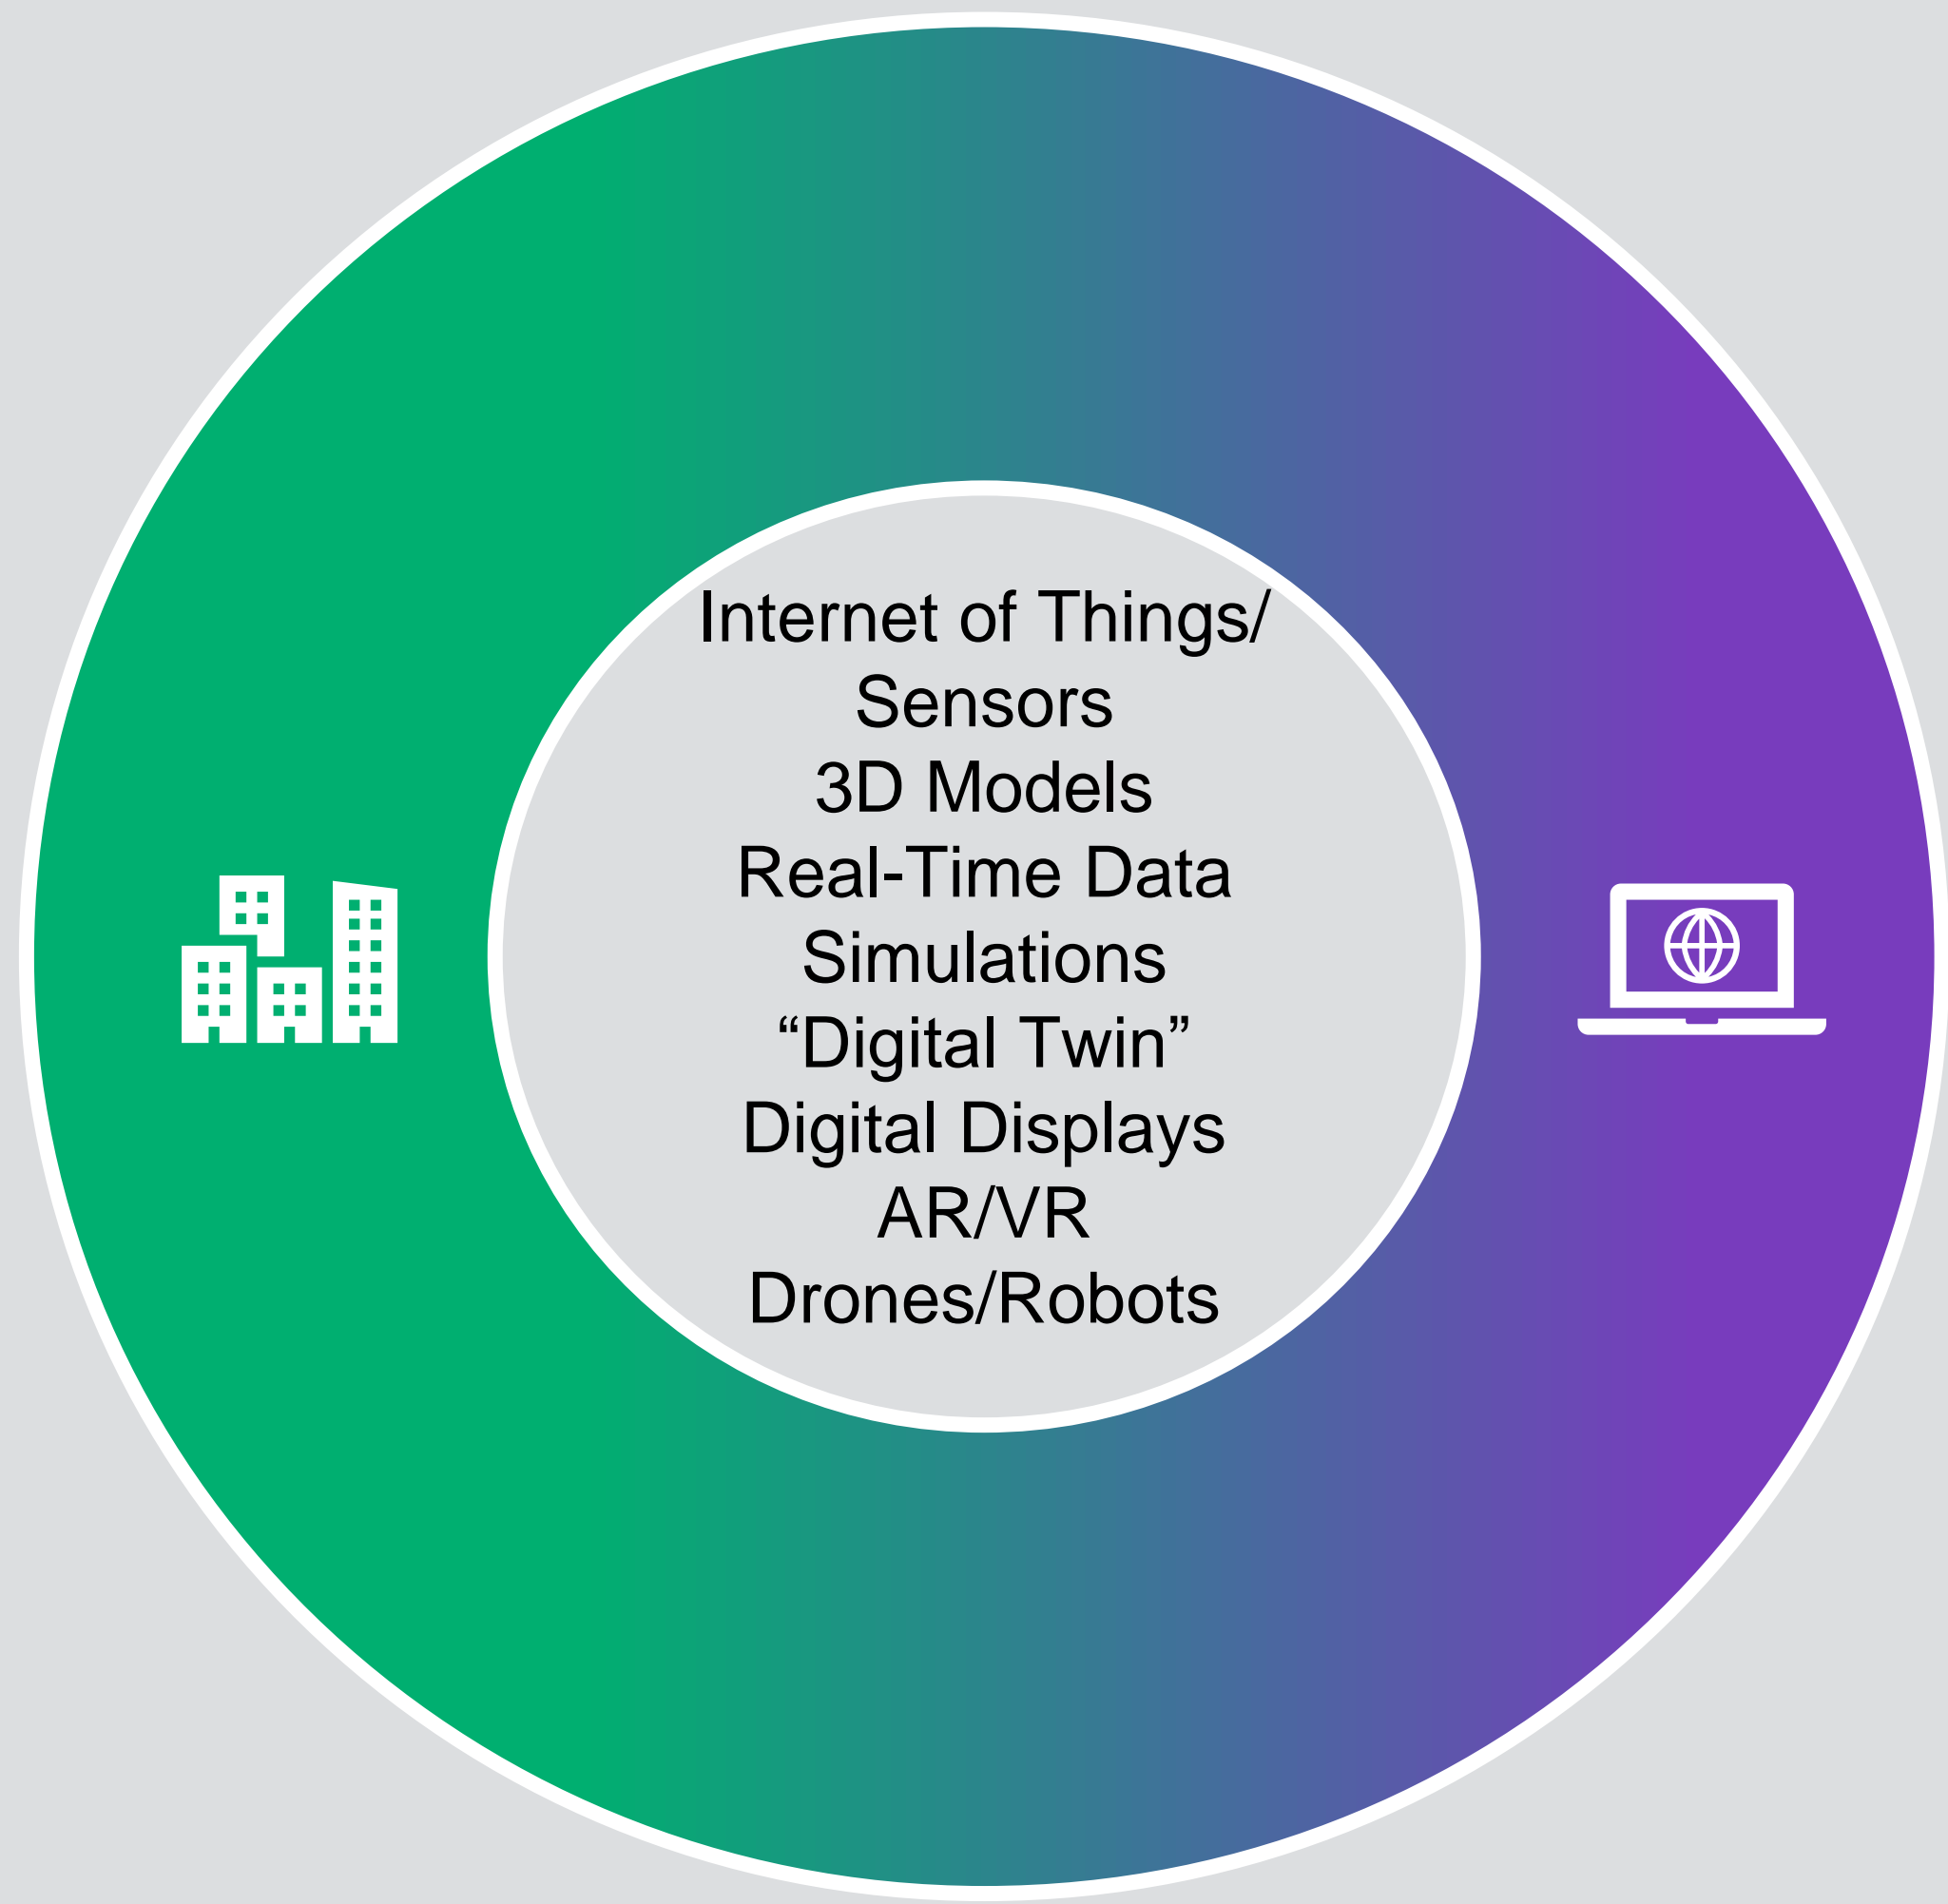 Internet of Things/
Sensors
3D Models
Real-Time Data
Simulations
“Digital Twin”
Digital Displays
AR/VR
Drones/Robots